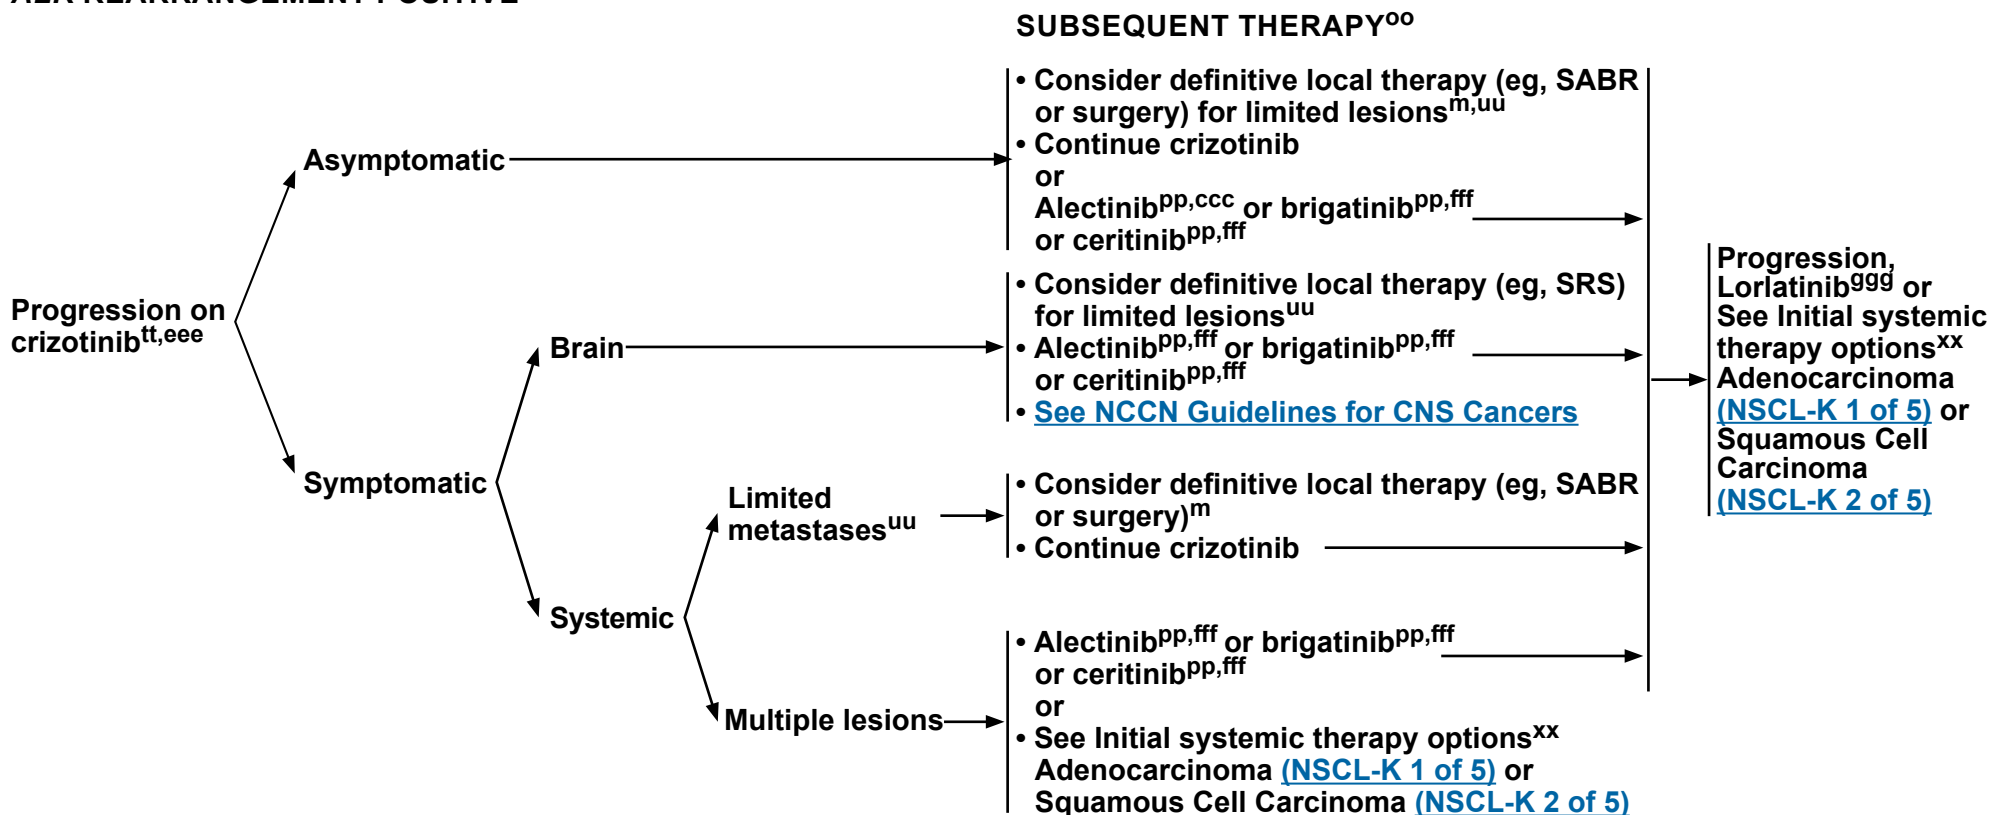 ALK REARRANGEMENT POSITIVE
SUBSEQUENT THERAPYoo
• Consider definitive local therapy (eg, SABR
or surgery) for limited lesionsm,uu
• Continue crizotinib
or
Alectinibpp,ccc or brigatinibpp,fff
or ceritinibpp,fff
Asymptomatic
Progression on
crizotinibtt,eee
Brain
• Consider definitive local therapy (eg, SRS)
for limited lesionsuu
• Alectinibpp,fff or brigatinibpp,fff
or ceritinibpp,fff
• See NCCN Guidelines for CNS Cancers
Symptomatic
Limited
metastasesuu
• Consider definitive local therapy (eg, SABR
or surgery)m
• Continue crizotinib
Systemic
Multiple lesions
• Alectinibpp,fff or brigatinibpp,fff
or ceritinibpp,fff
or
• See Initial systemic therapy optionsxx
Adenocarcinoma (NSCL-K 1 of 5) or
Squamous Cell Carcinoma (NSCL-K 2 of 5)
Progression,
Lorlatinibggg or
See Initial systemic
therapy optionsxx
Adenocarcinoma
(NSCL-K 1 of 5) or
Squamous Cell
Carcinoma
(NSCL-K 2 of 5)